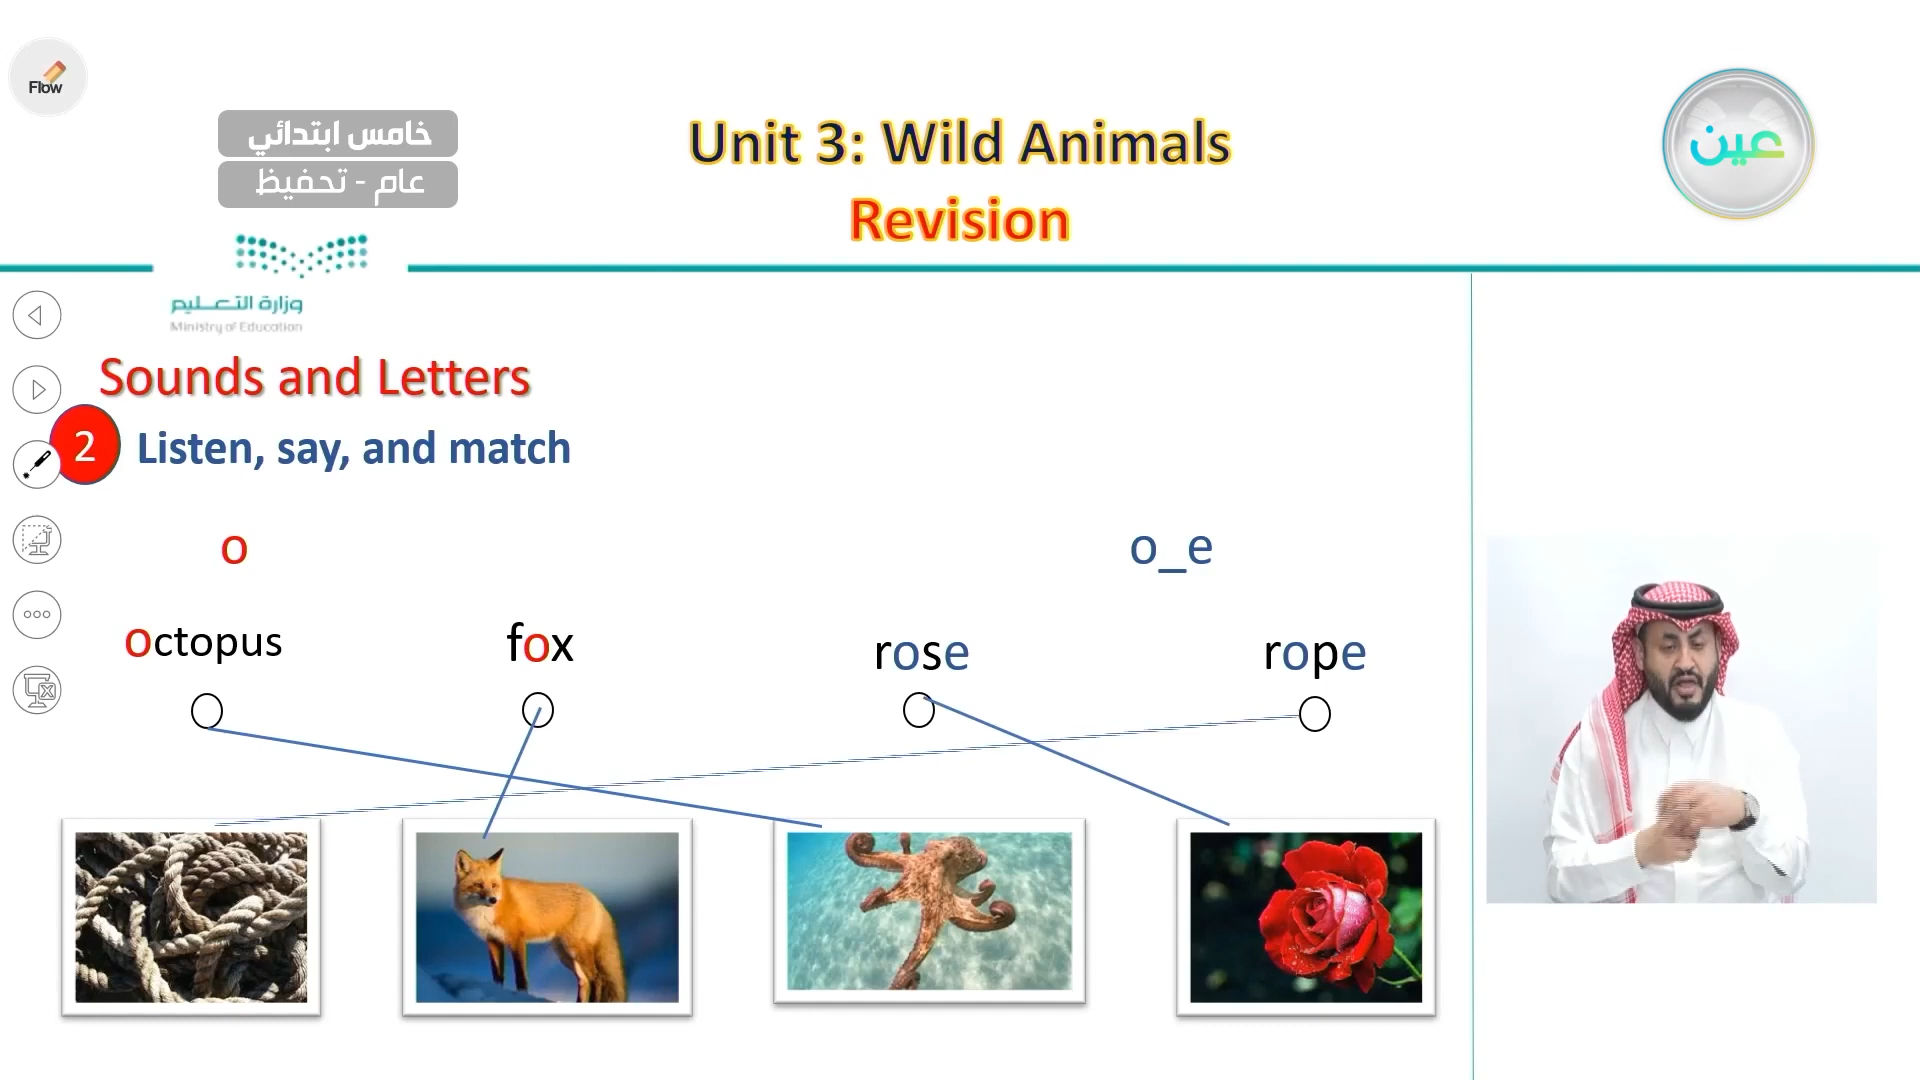 Flow
خامس ابتدائي
عام - تحفيظ
Unit 3: Wild Animals
Revision
عين
وزارة التعليم
Ministry of Education
Sounds and Letters
2 Listen, say, and match
o o_e
octopus fox rose rope